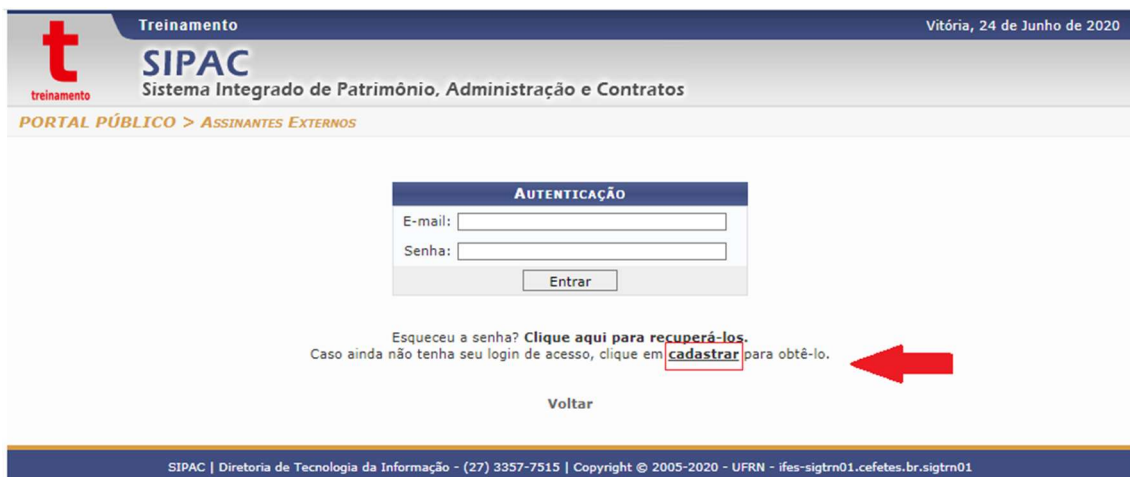 Treinamento
Vitória, 24 de Junho de 2020
t
treinamento
SIPAC
Sistema Integrado de Patrimônio, Administração e Contratos
PORTAL PÚBLICO > ASSINANTES EXTERNOS
AUTENTICAÇÃO
E-mail:
Senha:
Entrar
Esqueceu a senha? Clique aqui para recuperá-los.
Caso ainda não tenha seu login de acesso, clique em cadastrar para obtê-lo.
Voltar
SIPAC | Diretoria de Tecnologia da Informação - (27) 3357-7515 | Copyright © 2005-2020 - UFRN - ifes-sigtrn01.cefetes.br.sigtrn01